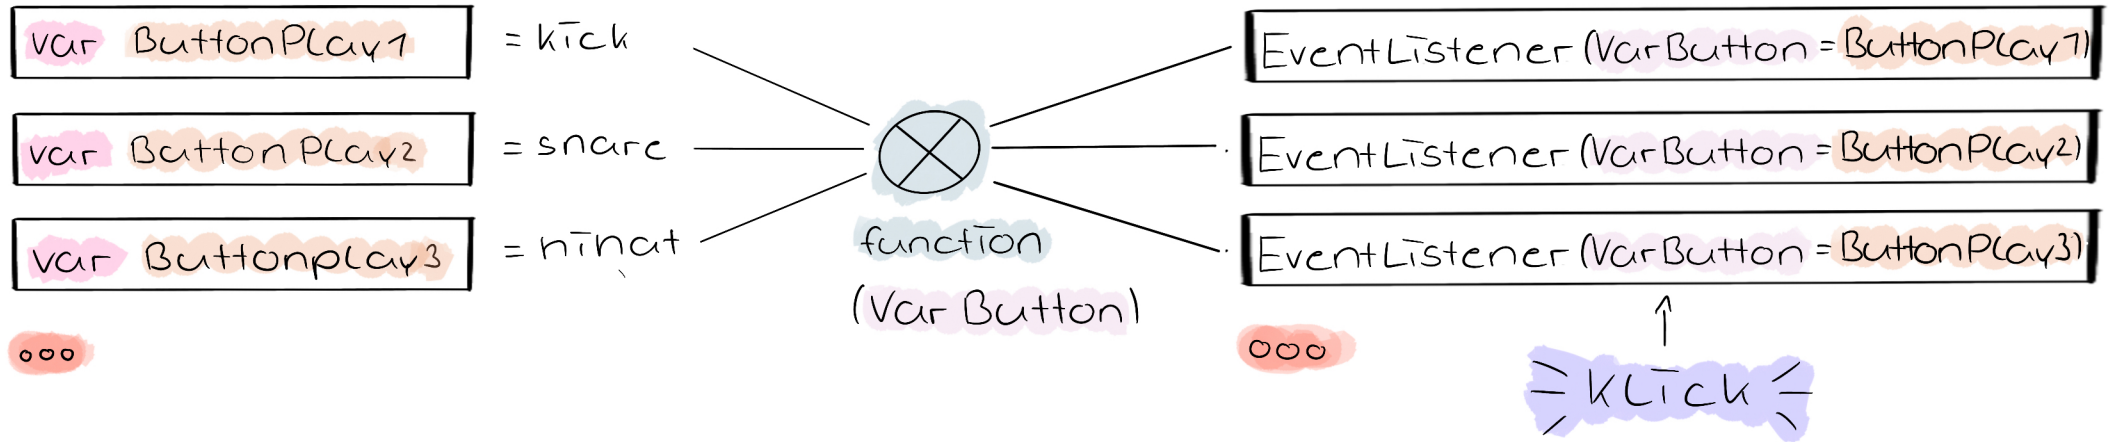 var ButtonPlay1 = kick
EventListener (VarButton = ButtonPlay1)
var ButtonPlay2 = snare
EventListener (VarButton = ButtonPlay2)
var Buttonplay3 = hihat
EventListener (VarButton = ButtonPlay3)
function
(Var Button)
ooo
ooo
KLick